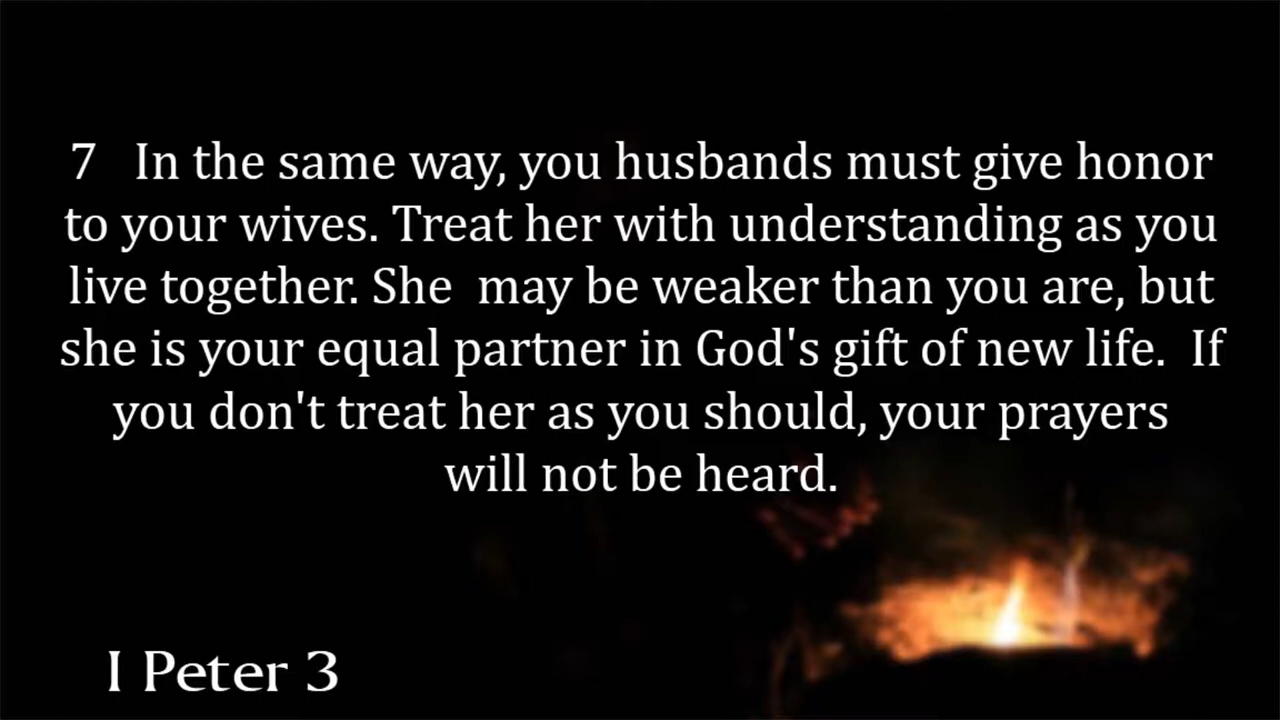 7 In the same way, you husbands must give honor
to your wives. Treat her with understanding as you
live together. She may be weaker than you are, but
she is your equal partner in God's gift of new life. If
you don't treat her as you should, your prayers
will not be heard.
I Peter 3